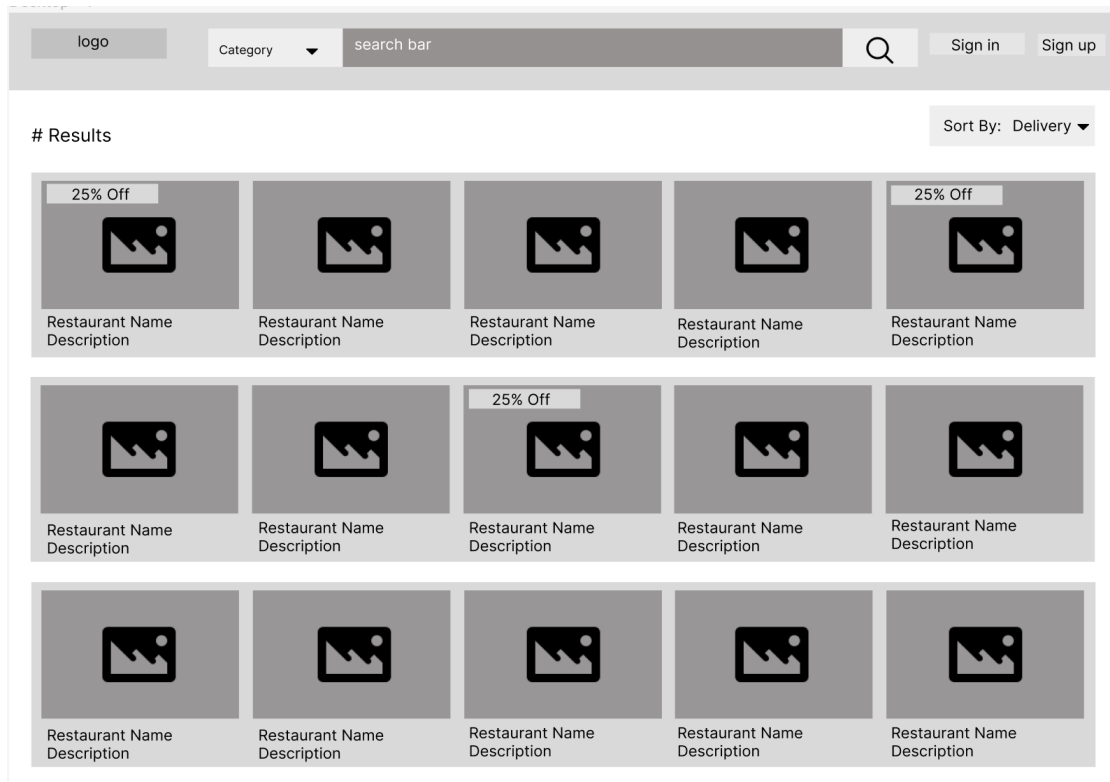 logo
Category
search bar
Sign in
Sign up
# Results
Sort By: Delivery
25% Off
25% Off
Restaurant Name
Description
Restaurant Name
Description
Restaurant Name
Description
Restaurant Name
Description
Restaurant Name
Description
25% Off
Restaurant Name
Description
Restaurant Name
Description
Restaurant Name
Description
Restaurant Name
Description
Restaurant Name
Description
Restaurant Name
Description
Restaurant Name
Description
Restaurant Name
Description
Restaurant Name
Description
Restaurant Name
Description